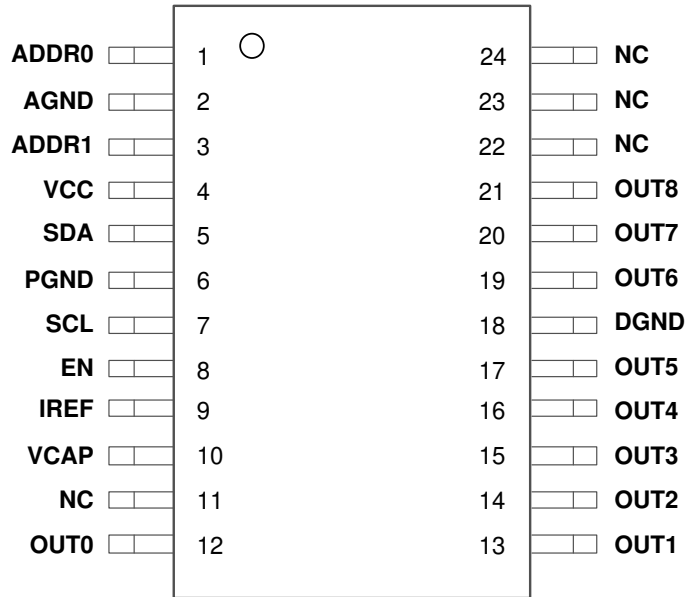 ADDR0 1 24 NC
AGND 2 23 NC
ADDR1 3 22 NC
VCC 4 21 OUT8
SDA 5 20 OUT7
PGND 6 19 OUT6
SCL 7 18 DGND
EN 8 17 OUT5
IREF 9 16 OUT4
VCAP 10 15 OUT3
NC 11 14 OUT2
OUT0 12 13 OUT1